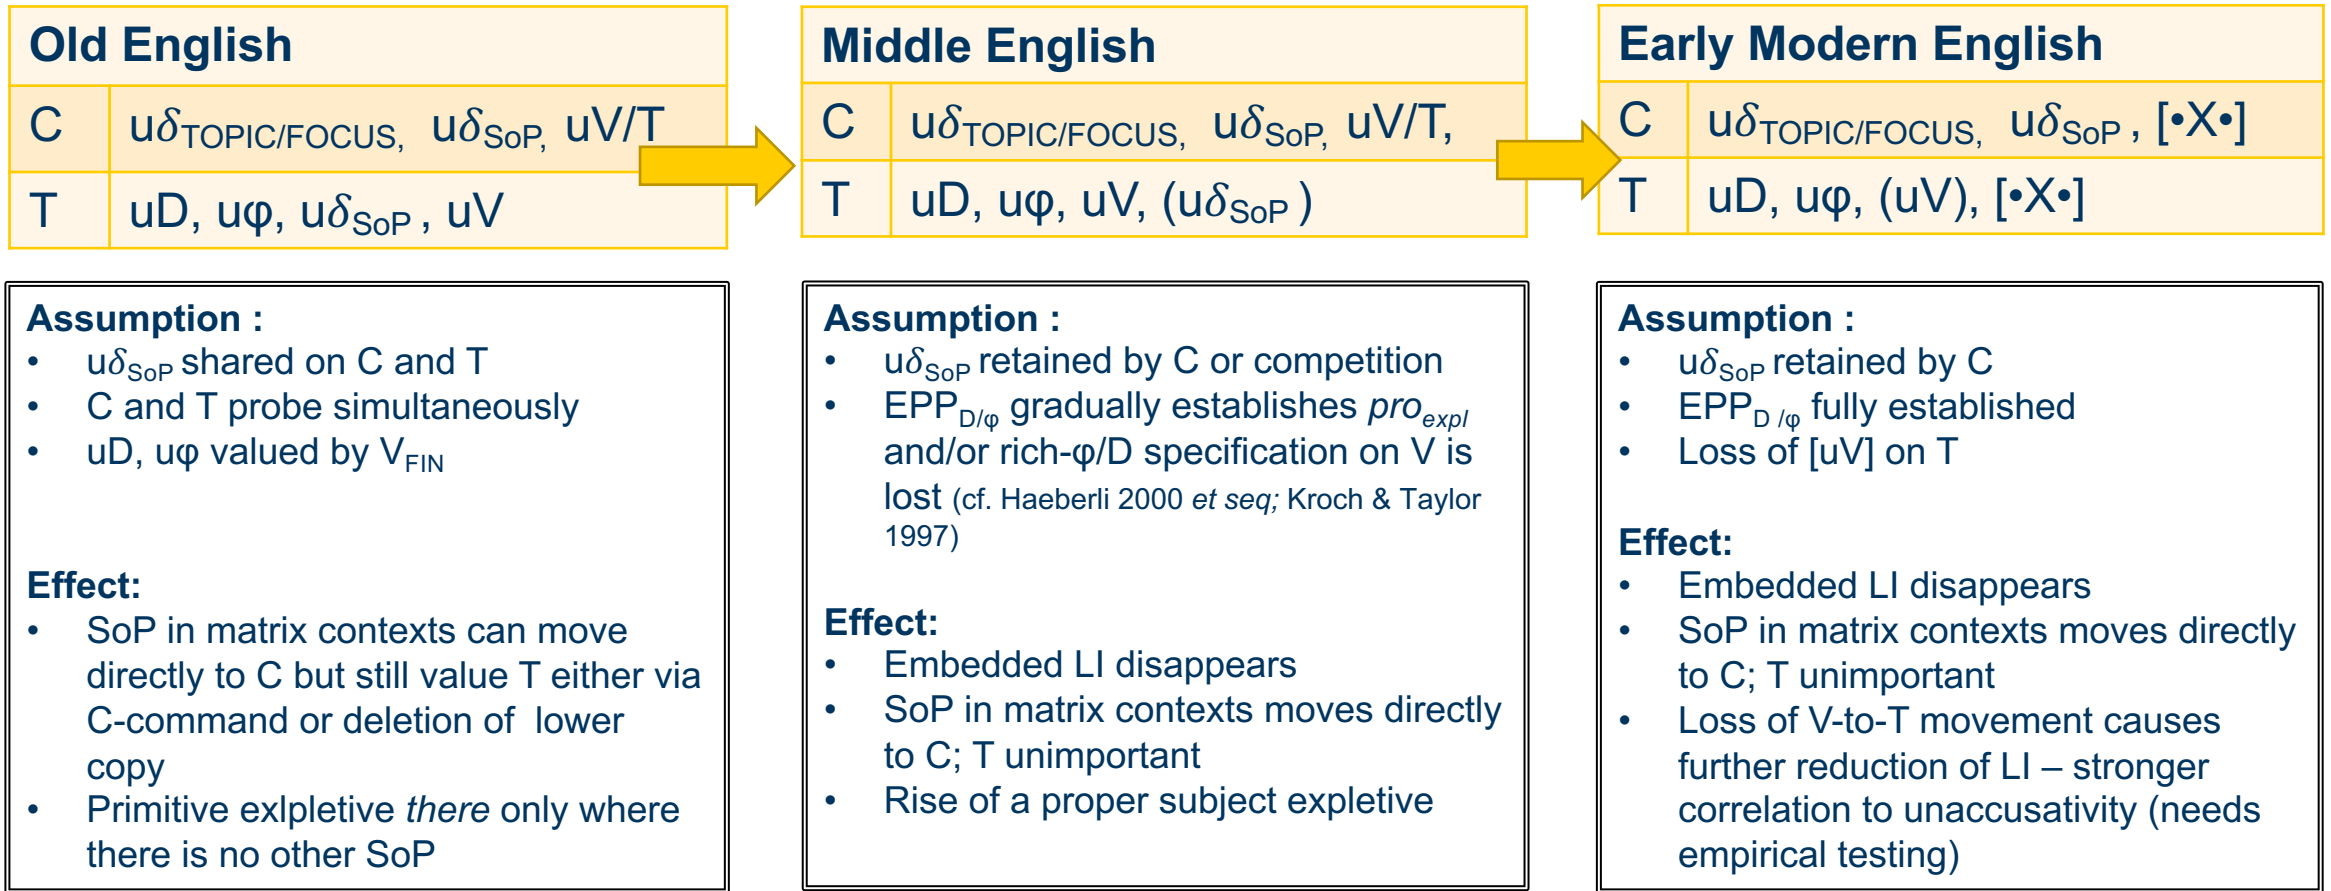 Old English
C uδTOPIC/FOCUS, uδSoP, uV/T
T uD, uφ, uδSoP , uV
Assumption :
• uδSoP shared on C and T
• C and T probe simultaneously
• uD, uφ valued by VFIN
Effect:
• SoP in matrix contexts can move
directly to C but still value T either via
C-command or deletion of lower
copy
• Primitive exlpletive there only where
there is no other SoP
Middle English
C uδTOPIC/FOCUS, uδSoP, uV/T,
T uD, uφ, uV, (uδSoP )
Assumption :
• uδSoP retained by C or competition
• EPPD/φ gradually establishes proexpl
and/or rich-φ/D specification on V is
lost (cf. Haeberli 2000 et seq; Kroch & Taylor
1997)
Effect:
• Embedded LI disappears
• SoP in matrix contexts moves directly
to C; T unimportant
• Rise of a proper subject expletive
Early Modern English
C uδTOPIC/FOCUS, uδSoP , [•X•]
T uD, uφ, (uV), [•X•]
Assumption :
• uδSoP retained by C
• EPPD /φ fully established
• Loss of [uV] on T
Effect:
• Embedded LI disappears
• SoP in matrix contexts moves directly
to C; T unimportant
• Loss of V-to-T movement causes
further reduction of LI – stronger
correlation to unaccusativity (needs
empirical testing)